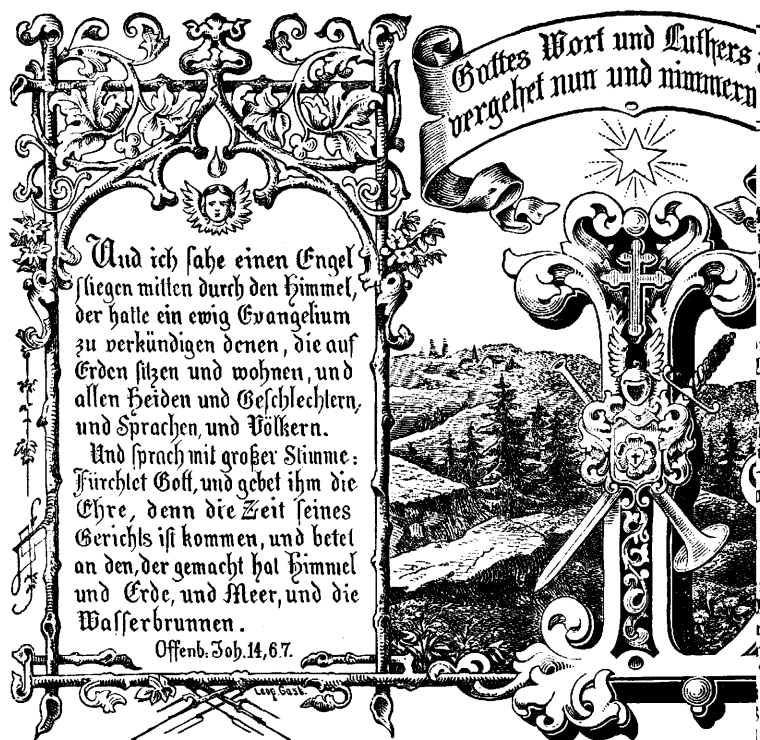 Und ich sahe einen Engel
fliegen mitten durch den Himmel,
der hatte ein ewig Evangelium
zu verkündigen denen, die auf
Erden sitzen und wohnen, und
allen Heiden und Geschlechtern,
und Sprachen, und Völkern.
Und sprach mit großer Stimme:
Fürchtet Gott, und gebet ihm die
Ehre, denn die Zeit seines
Gerichts ist kommen, und betet
an den, der gemacht hat Himmel
und Erde, und Meer, und die
Wasserbrunnen.
Offenb. Joh. 14, 6.7.
Gottes Wort und Luthers
vergehet nun und nimmerm